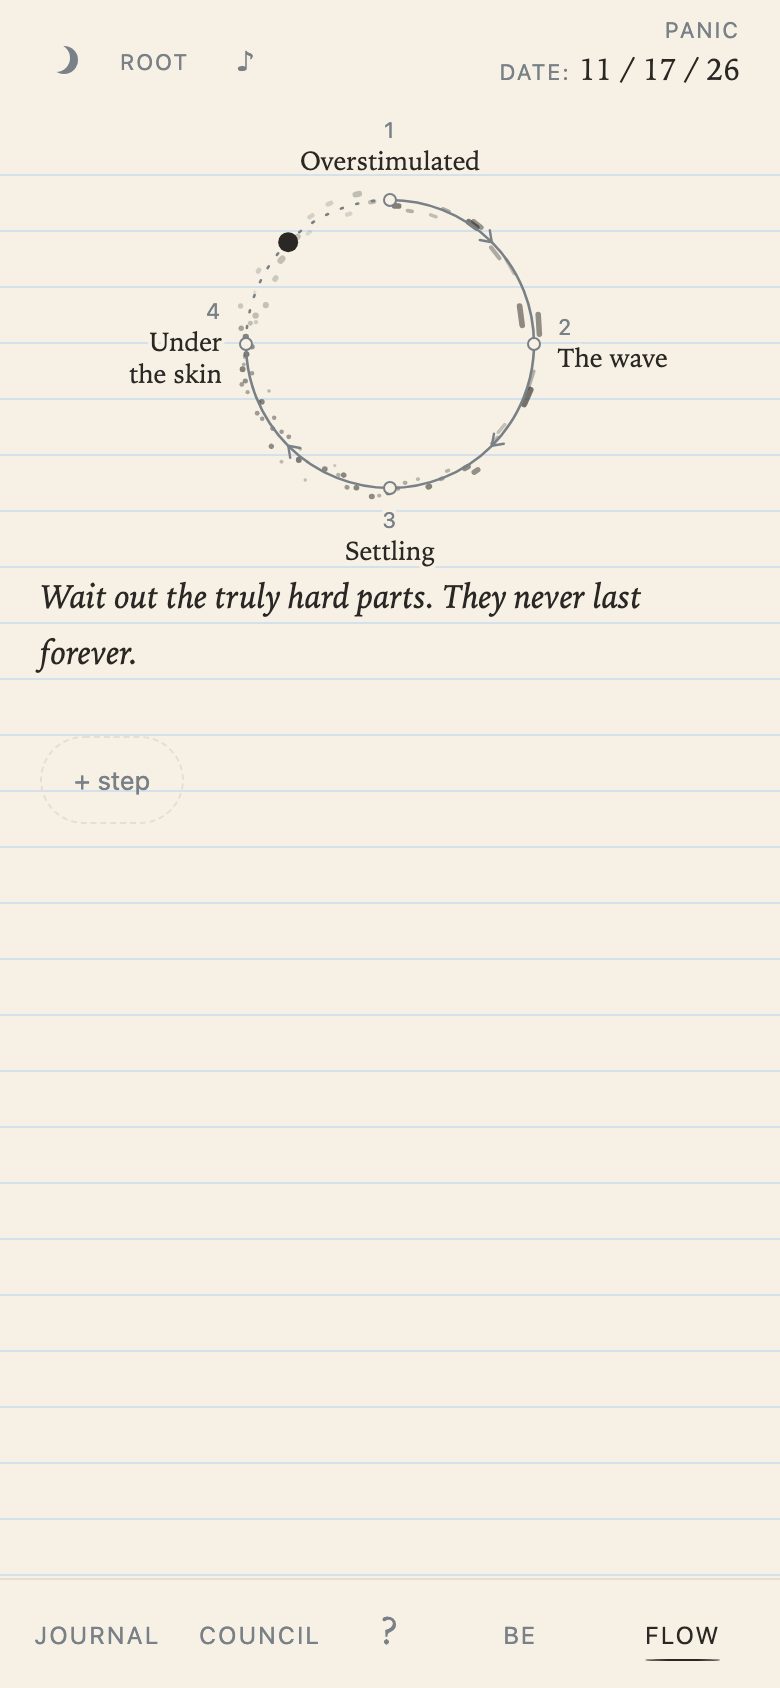 PANIC
ROOT
DATE: 11 / 17 / 26
1
Overstimulated
2
The wave
3
Settling
4
Under
the skin
Wait out the truly hard parts. They never last
forever.
+ step
JOURNAL COUNCIL ? BE FLOW